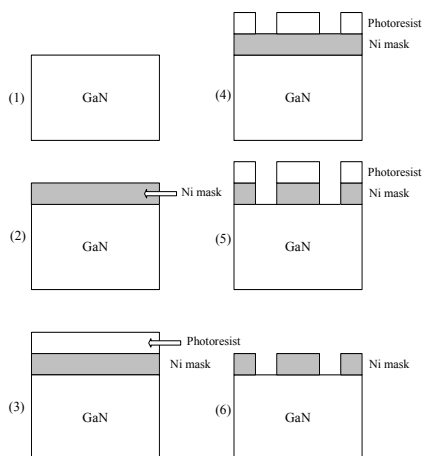 (1)
GaN
(2)
Ni mask
GaN
(3)
Photoresist
Ni mask
GaN
(4)
Photoresist
Ni mask
GaN
(5)
Photoresist
Ni mask
GaN
(6)
Ni mask
GaN